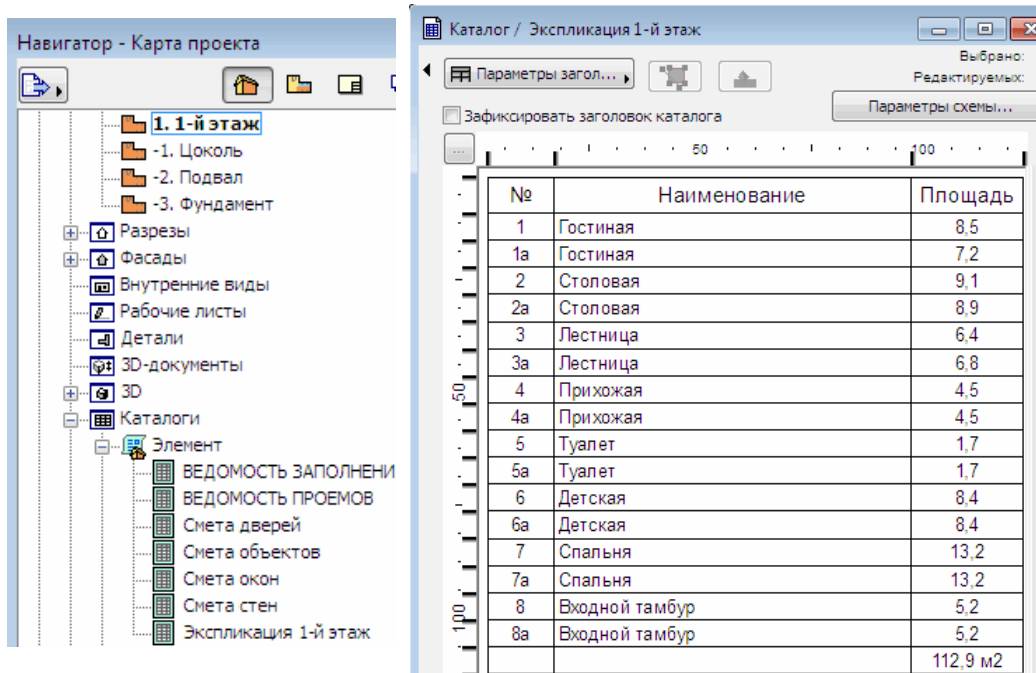 Навигатор - Карта проекта
1. 1-й этаж
-1. Цоколь
-2. Подвал
-3. Фундамент
Разрезы
Фасады
Внутренние виды
Рабочие листы
Детали
3D-документы
3D
Каталоги
Элемент
ВЕДОМОСТЬ ЗАПОЛНЕНИ
ВЕДОМОСТЬ ПРОЕМОВ
Смета дверей
Смета объектов
Смета окон
Смета стен
Экспликация 1-й этаж
Каталог / Экспликация 1-й этаж
Выбрано:
Параметры загол...
Редактируемых:
Зафиксировать заголовок каталога
Параметры схемы...
...
50 100
50
100
№ Наименование Площадь
1 Гостиная 8,5
1а Гостиная 7,2
2 Столовая 9,1
2а Столовая 8,9
3 Лестница 6,4
3а Лестница 6,8
4 Прихожая 4,5
4а Прихожая 4,5
5 Туалет 1,7
5а Туалет 1,7
6 Детская 8,4
6а Детская 8,4
7 Спальня 13,2
7а Спальня 13,2
8 Входной тамбур 5,2
8а Входной тамбур 5,2
112,9 м2